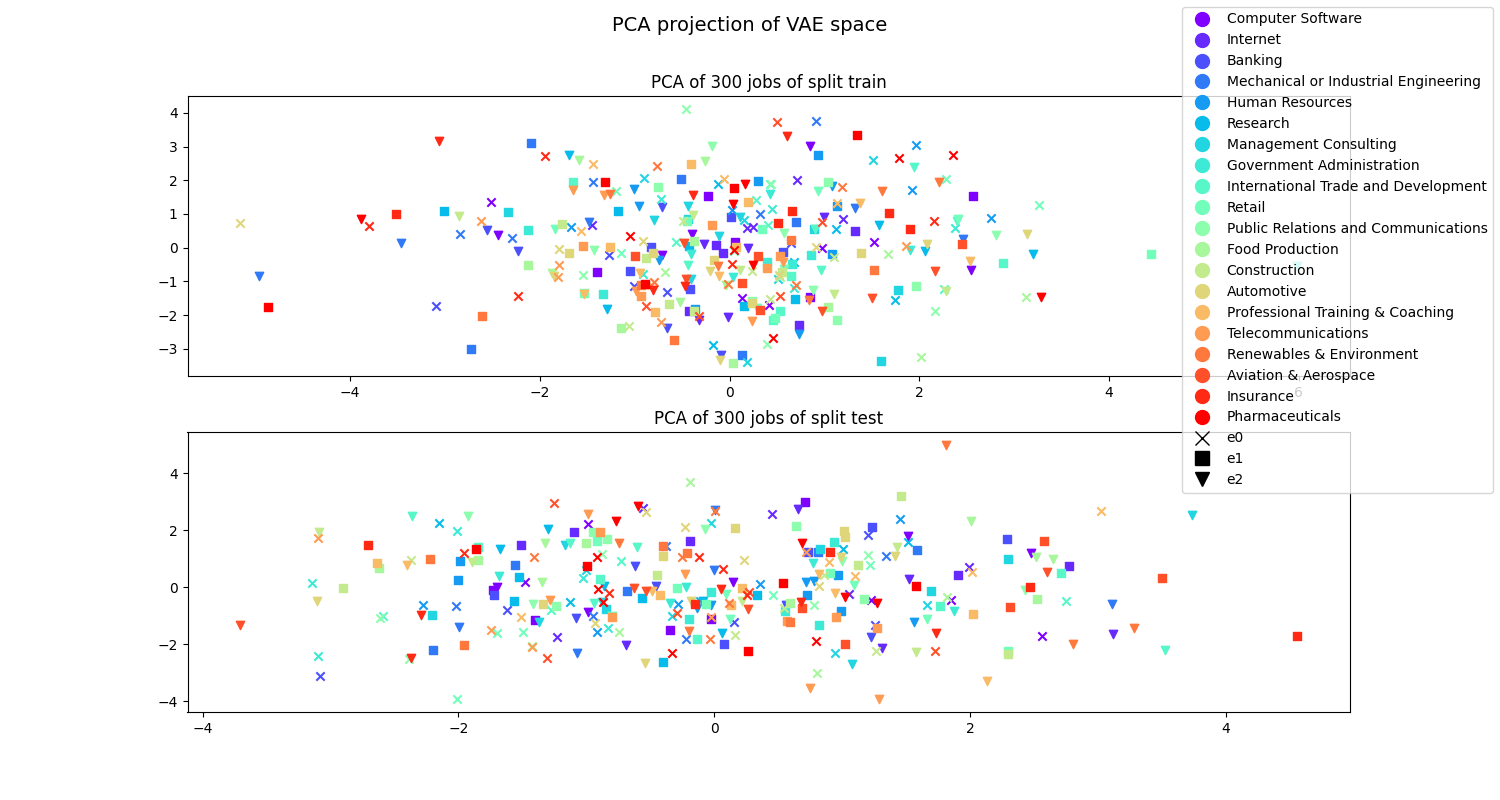 PCA projection of VAE space
PCA of 300 jobs of split train
4
3
2
1
0
−1
−2
−3
−4
−2
0
2
4
6
PCA of 300 jobs of split test
4
2
0
−2
−4
−4
−2
0
2
4
Computer Software
Internet
Banking
Mechanical or Industrial Engineering
Human Resources
Research
Management Consulting
Government Administration
International Trade and Development
Retail
Public Relations and Communications
Food Production
Construction
Automotive
Professional Training & Coaching
Telecommunications
Renewables & Environment
Aviation & Aerospace
Insurance
Pharmaceuticals
e0
e1
e2